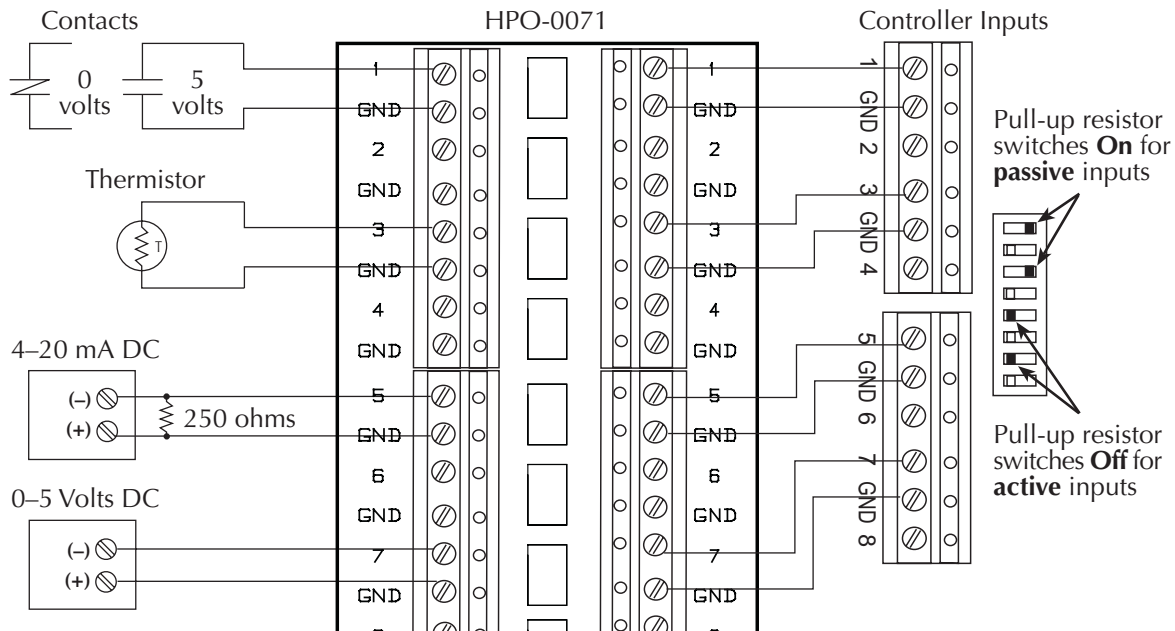 Contacts
HPO-0071
Controller Inputs
0
volts
5
volts
Thermistor
T
4–20 mA DC
(–)
(+)
250 ohms
0–5 Volts DC
(–)
(+)
1
GND
2
GND
3
GND
4
GND
5
GND
6
GND
7
GND
1
GND
2
GND
3
GND
4
GND
5
GND
6
GND
7
GND
1
GND
2
3
GND
4
5
GND
6
7
GND
8
Pull-up resistor
switches On for
passive inputs
Pull-up resistor
switches Off for
active inputs